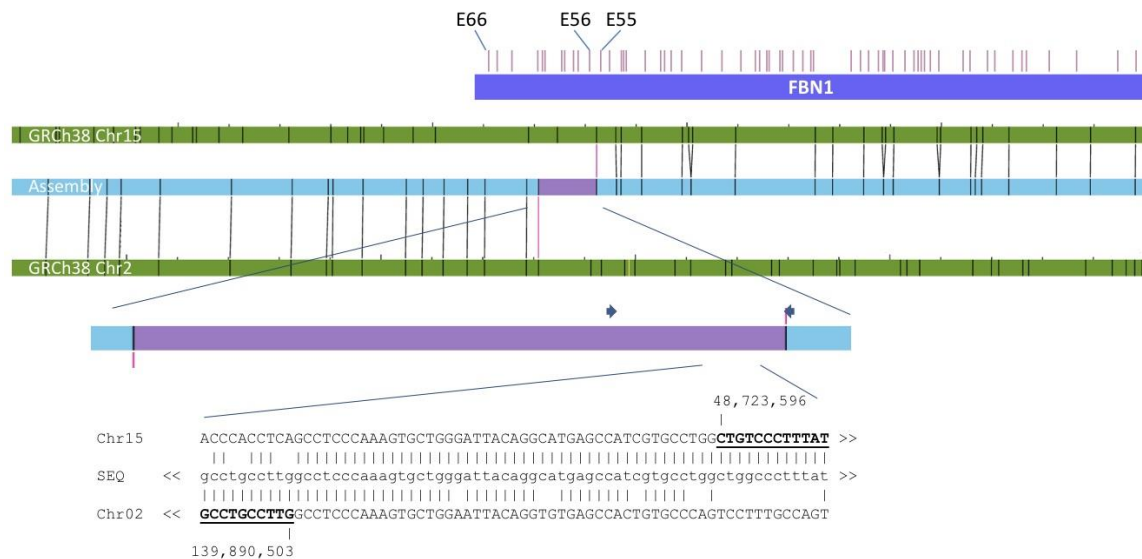 E66 E56 E55
FBN1
GRCh38 Chr15
Assembly
GRCh38 Chr2
48,723,596
Chr15 ACCCACCTCAGCCTCCCAAAGTGCTGGGATTACAGGCATGAGCCATCGTGCCTGGCTGTCCCTTTAT >>
SEQ << gcctgccttggcctcccaaagtgctgggattacaggcatgagccatcgtgcctggctggccctttat >>
Chr02 << GCCTGCCTTGGCCTCCCAAAGTGCTGGAATTACAGGTGTGAGCCACTGTGCCCAGTCCTTTGCCAGT
139,890,503